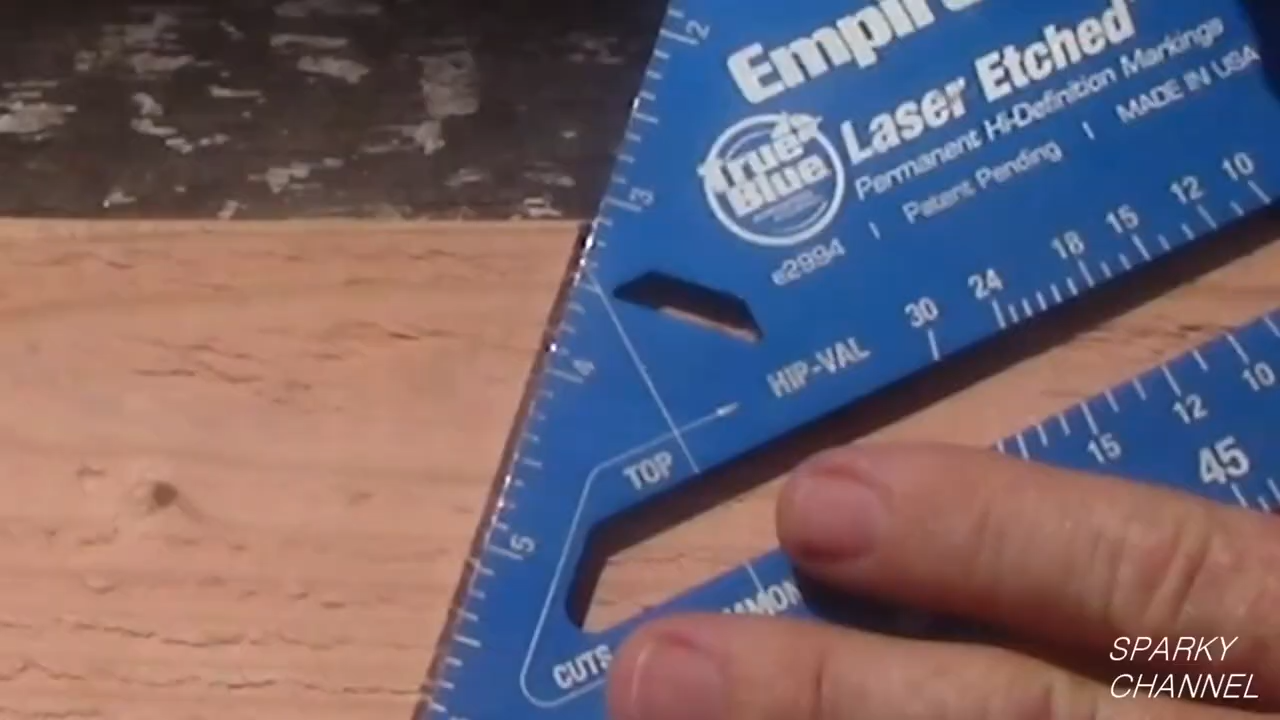 2
Laser Etched
Permanent Hi-Definition Markings
Patent Pending | MADE IN USA
True Blue
e2994
3
10
12
15
18
24
30
HIP-VAL
4
TOP
5
CUTS
10
12
15
45
SPARKY
CHANNEL